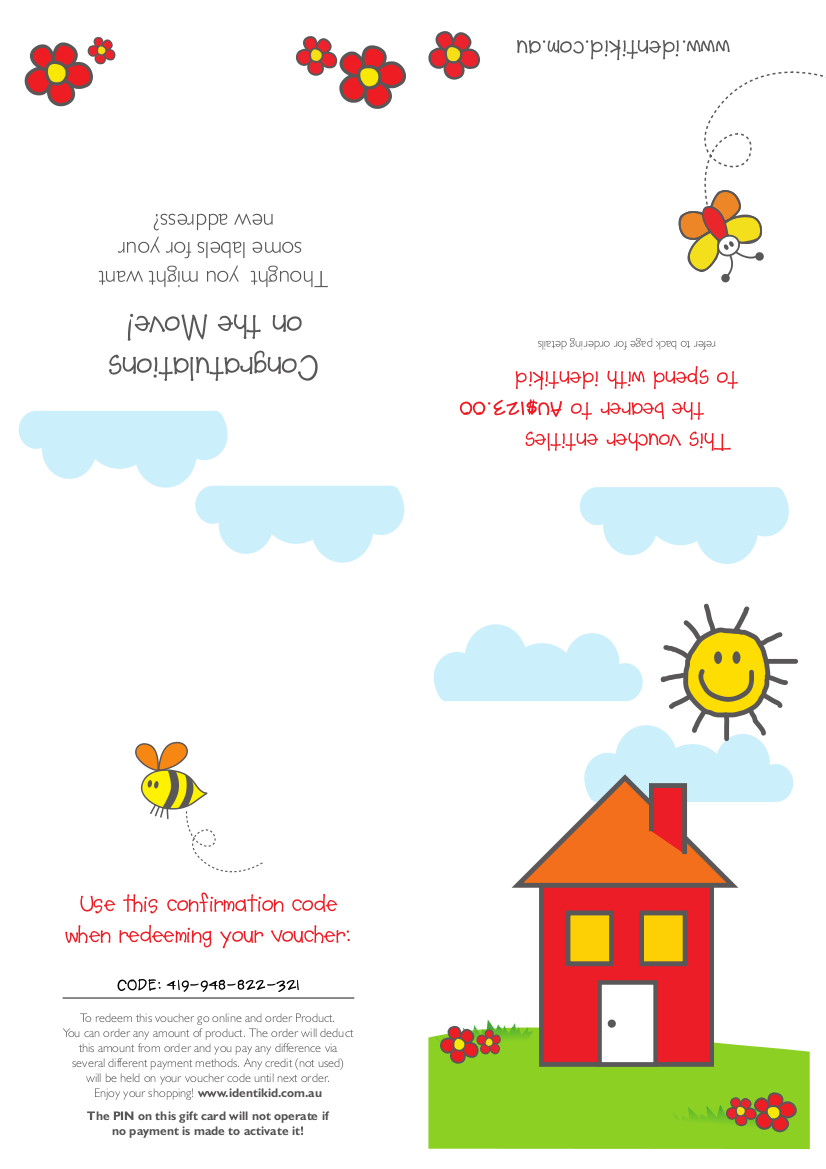 www.identikid.com.au
Congratulations
on the Move!
Thought you might want
some labels for your
new address?
This voucher entitles
the bearer to AU$123.00
to spend with identikid
refer to back page for ordering details
Use this confirmation code
when redeeming your voucher:
CODE: 419-948-822-321
To redeem this voucher go online and order Product.
You can order any amount of product. The order will deduct
this amount from order and you pay any difference via
several different payment methods. Any credit (not used)
will be held on your voucher code until next order.
Enjoy your shopping! www.identikid.com.au
The PIN on this gift card will not operate if
no payment is made to activate it!